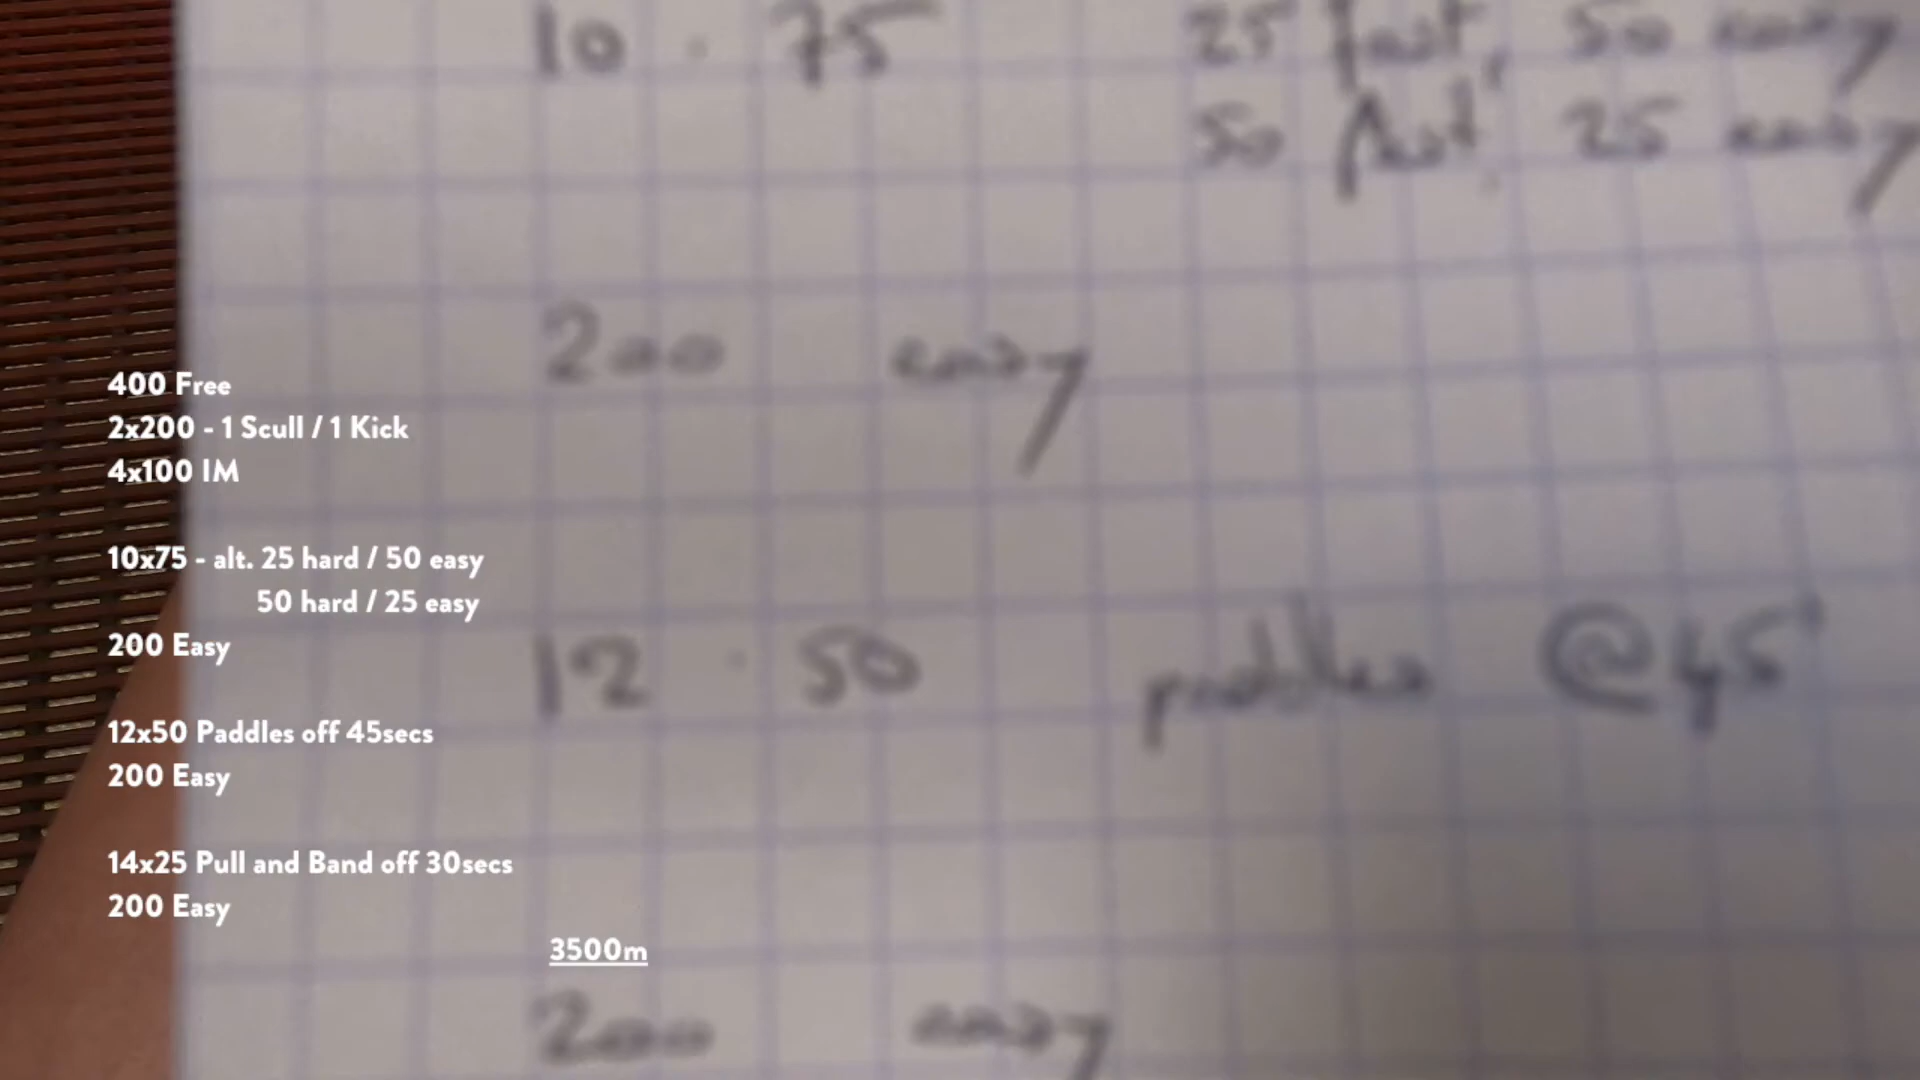 10 · 75 25 fast, 50 easy
50 fast, 25 easy
200 easy
12 · 50 paddles @45"
200 easy
400 Free
2x200 - 1 Scull / 1 Kick
4x100 IM
10x75 - alt. 25 hard / 50 easy
50 hard / 25 easy
200 Easy
12x50 Paddles off 45secs
200 Easy
14x25 Pull and Band off 30secs
200 Easy
3500m